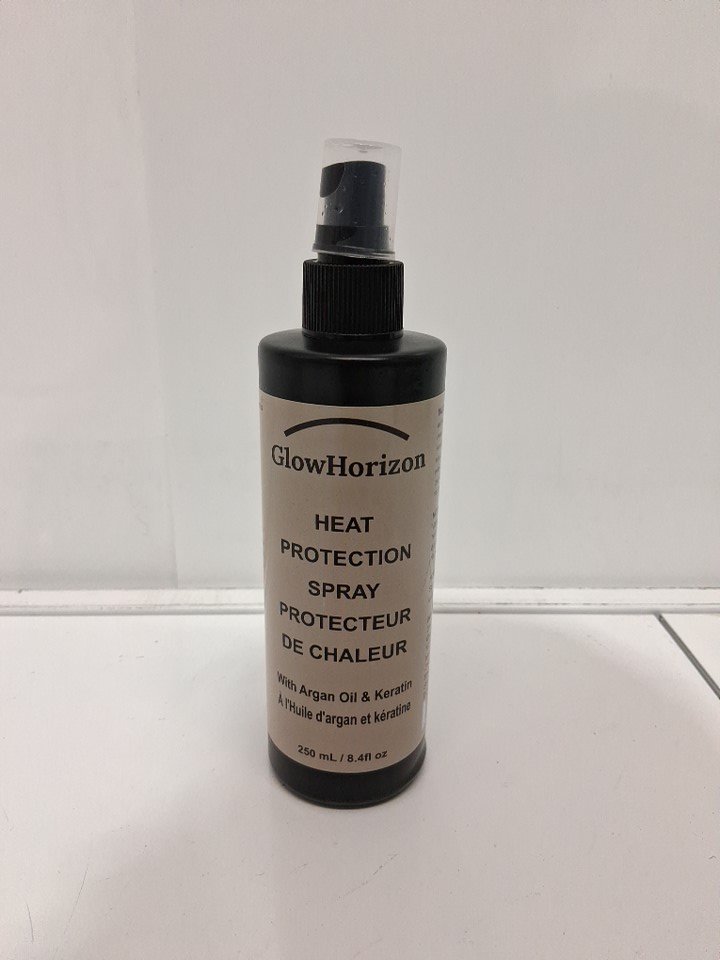 GlowHorizon
HEAT
PROTECTION
SPRAY
PROTECTEUR
DE CHALEUR
With Argan Oil & Keratin
À l'Huile d'argan et kératine
250 mL / 8.4fl oz